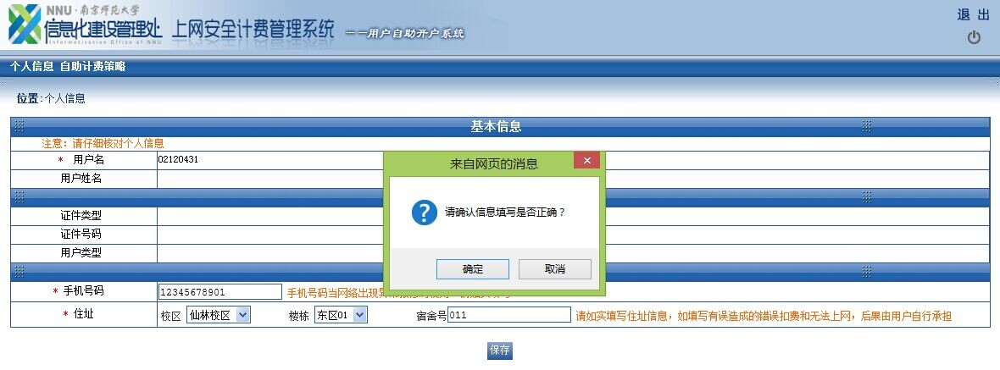 NNU·南京师范大学
信息化建设管理处
Informatization Office of NNU
上网安全计费管理系统 ——用户自助开户系统
退 出
个人信息 自助计费策略
位置:个人信息
基本信息
注意：请仔细核对个人信息
* 用户名 02120431
用户姓名
证件类型
证件号码
用户类型
来自网页的消息
请确认信息填写是否正确？
确定 取消
* 手机号码 12345678901 手机号码当网络出现异
* 住址 校区 仙林校区 楼栋 东区01 宿舍号 011 请如实填写住址信息，如填写有误造成的错误扣费和无法上网，后果由用户自行承担
保存